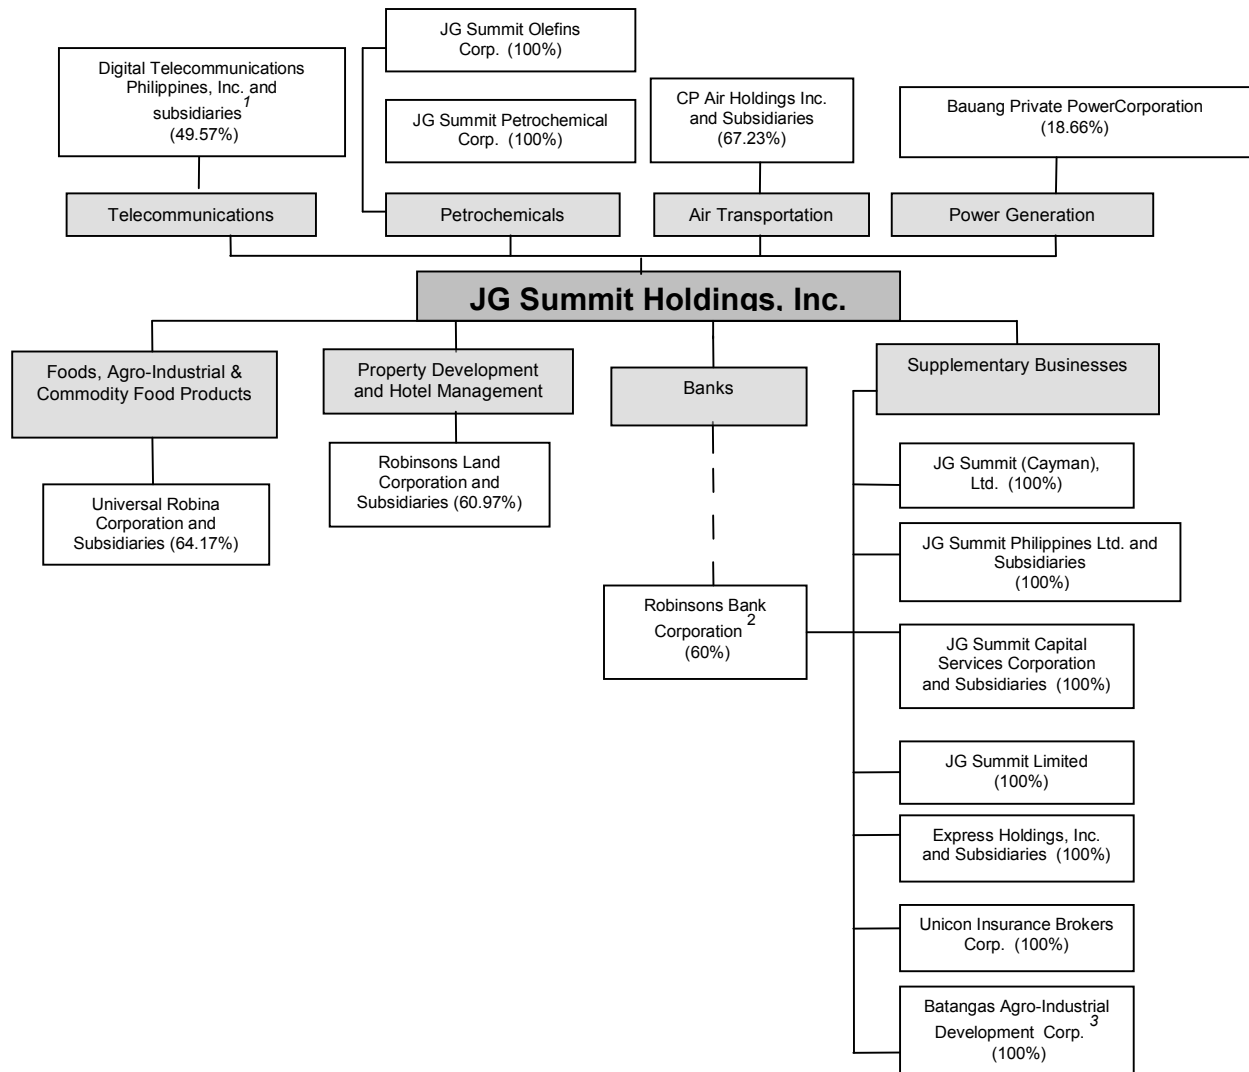 JG Summit Olefins
Corp. (100%)
Digital Telecommunications
Philippines, Inc. and
subsidiaries 1
(49.57%)
JG Summit Petrochemical
Corp. (100%)
CP Air Holdings Inc.
and Subsidiaries
(67.23%)
Bauang Private PowerCorporation
(18.66%)
Telecommunications
Petrochemicals
Air Transportation
Power Generation
JG Summit Holdings, Inc.
Foods, Agro-Industrial &
Commodity Food Products
Property Development
and Hotel Management
Banks
Supplementary Businesses
Universal Robina
Corporation and
Subsidiaries (64.17%)
Robinsons Land
Corporation and
Subsidiaries (60.97%)
Robinsons Bank
Corporation 2
(60%)
JG Summit (Cayman),
Ltd. (100%)
JG Summit Philippines Ltd. and
Subsidiaries
(100%)
JG Summit Capital
Services Corporation
and Subsidiaries (100%)
JG Summit Limited
(100%)
Express Holdings, Inc.
and Subsidiaries (100%)
Unicon Insurance Brokers
Corp. (100%)
Batangas Agro-Industrial
Development Corp. 3
(100%)